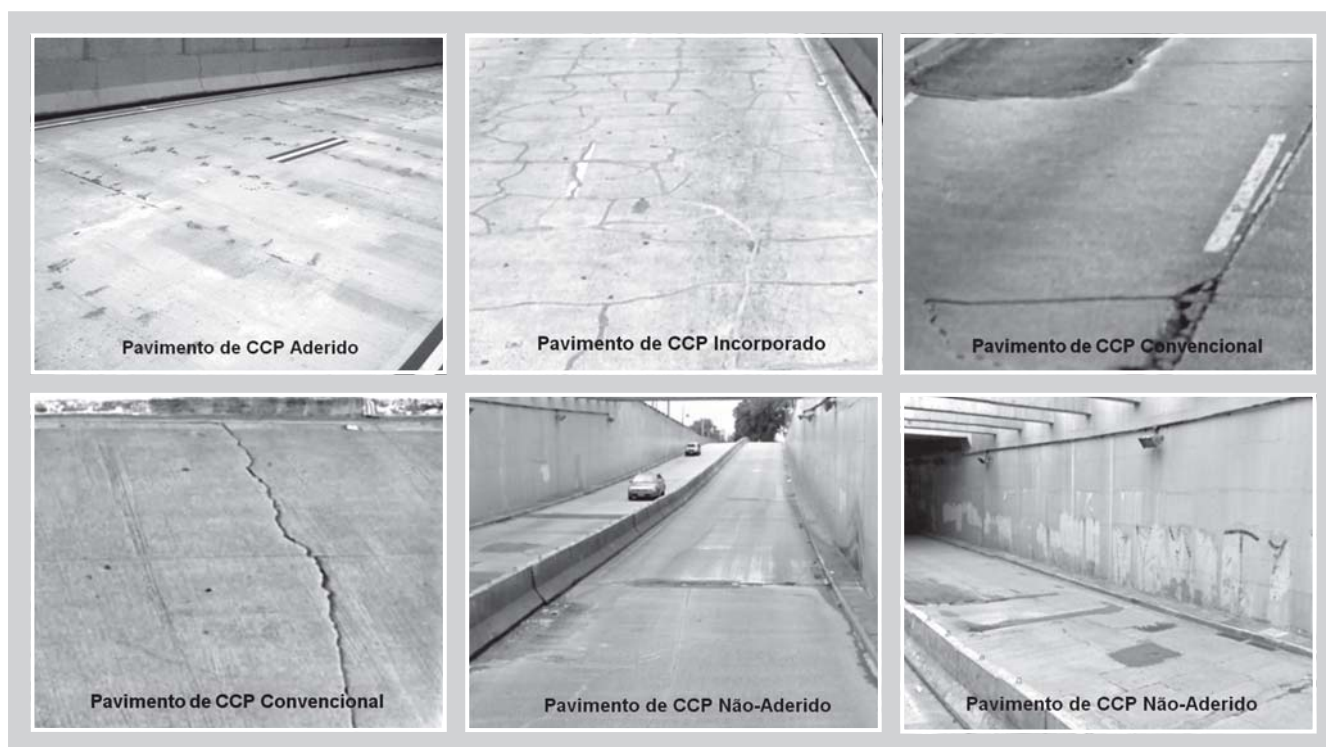 Pavimento de CCP Aderido
Pavimento de CCP Incorporado
Pavimento de CCP Convencional
Pavimento de CCP Convencional
Pavimento de CCP Não-Aderido
Pavimento de CCP Não-Aderido